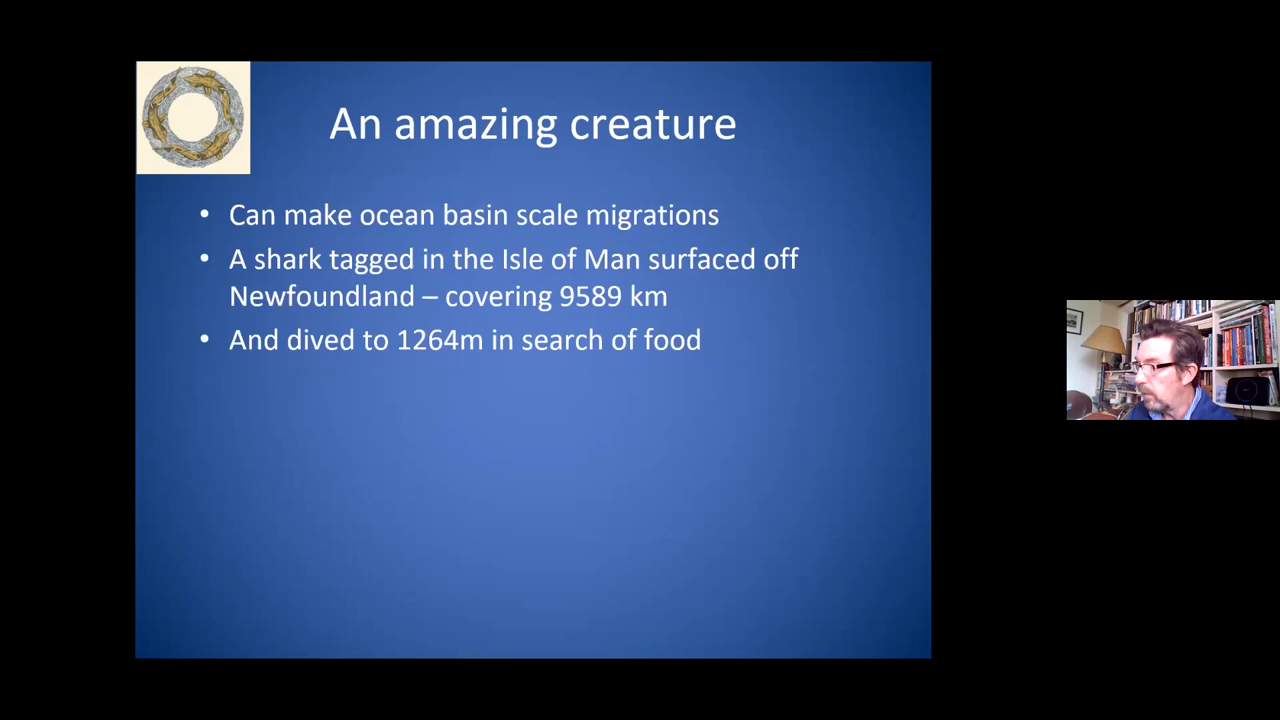 An amazing creature
• Can make ocean basin scale migrations
• A shark tagged in the Isle of Man surfaced off
Newfoundland – covering 9589 km
• And dived to 1264m in search of food